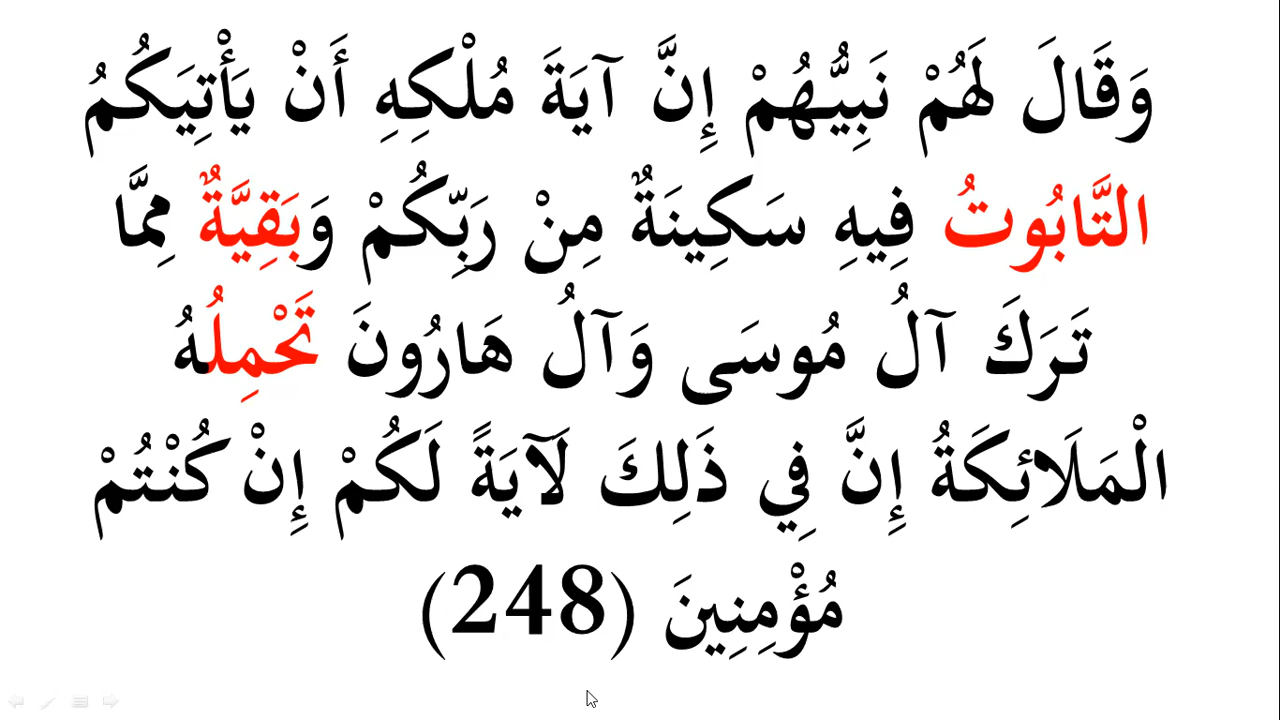 وَقَالَ لَهُمْ نَبِيُّهُمْ إِنَّ آيَةَ مُلْكِهِ أَنْ يَأْتِيَكُمُ
التَّابُوتُ فِيهِ سَكِينَةٌ مِنْ رَبِّكُمْ وَبَقِيَّةٌ مِمَّا
تَرَكَ آلُ مُوسَى وَآلُ هَارُونَ تَحْمِلُهُ
الْمَلَائِكَةُ إِنَّ فِي ذَلِكَ لَآيَةً لَكُمْ إِنْ كُنْتُمْ
مُؤْمِنِينَ (248)